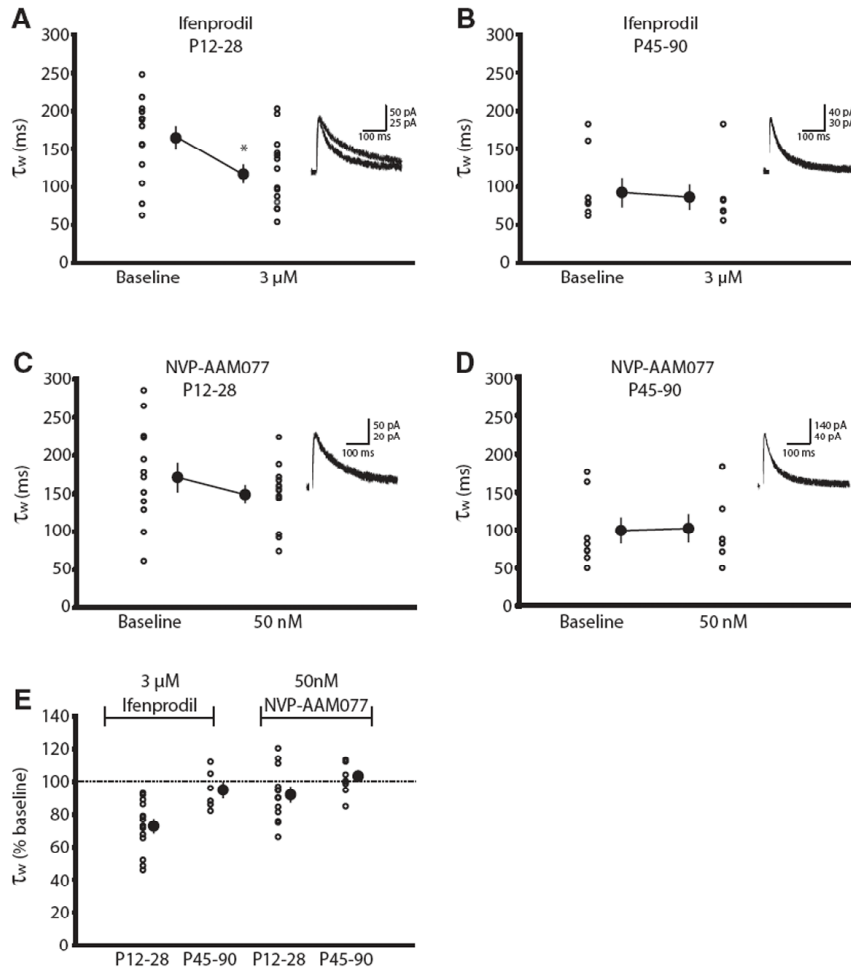 A
Ifenprodil
P12-28
300
250
200
150
100
50
0
τw (ms)
*
50 pA
25 pA
100 ms
Baseline
3 µM
B
Ifenprodil
P45-90
300
250
200
150
100
50
0
τw (ms)
40 pA
30 pA
100 ms
Baseline
3 µM
C
NVP-AAM077
P12-28
300
250
200
150
100
50
0
τw (ms)
50 pA
20 pA
100 ms
Baseline
50 nM
D
NVP-AAM077
P45-90
300
250
200
150
100
50
0
τw (ms)
140 pA
40 pA
100 ms
Baseline
50 nM
E
3 µM
Ifenprodil
50nM
NVP-AAM077
140
120
100
80
60
40
20
0
τw (% baseline)
P12-28 P45-90 P12-28 P45-90